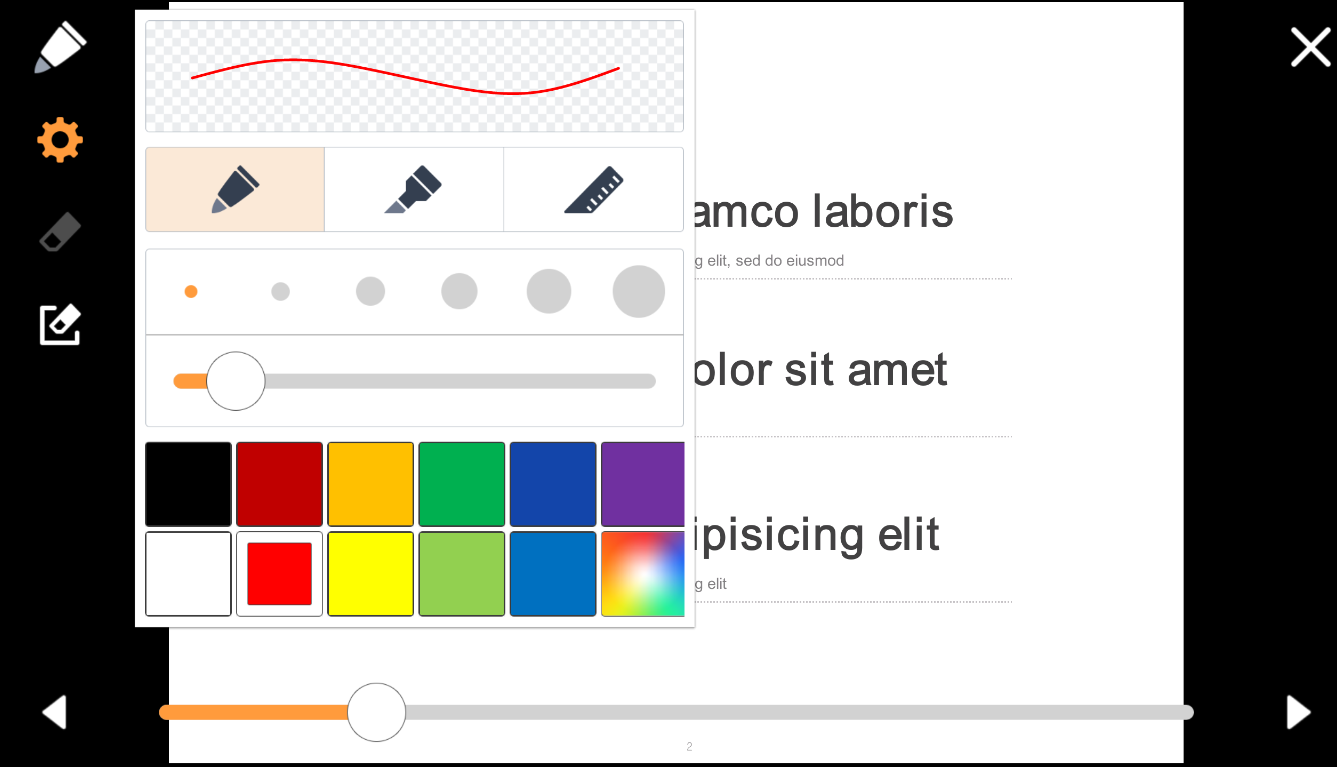 amco laboris
g elit, sed do eiusmod
olor sit amet
ipisicing elit
g elit
2